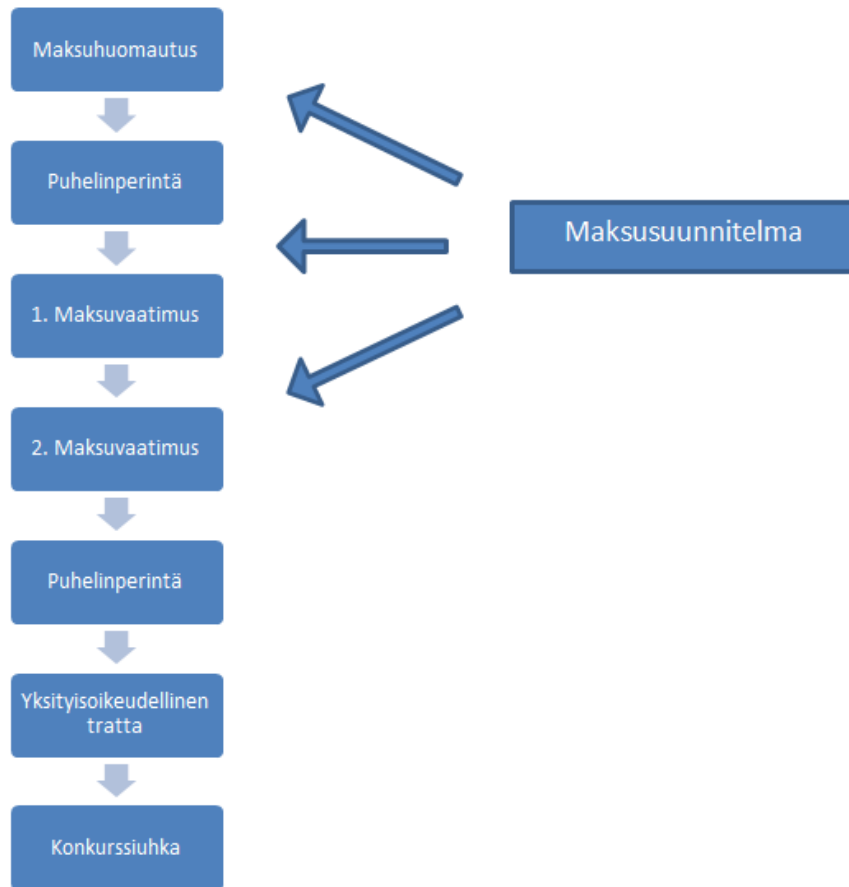 Maksuhuomautus
Puhelinperintä
Maksusuunnitelma
1. Maksuvaatimus
2. Maksuvaatimus
Puhelinperintä
Yksityisoikeudellinen
tratta
Konkurssiuhka